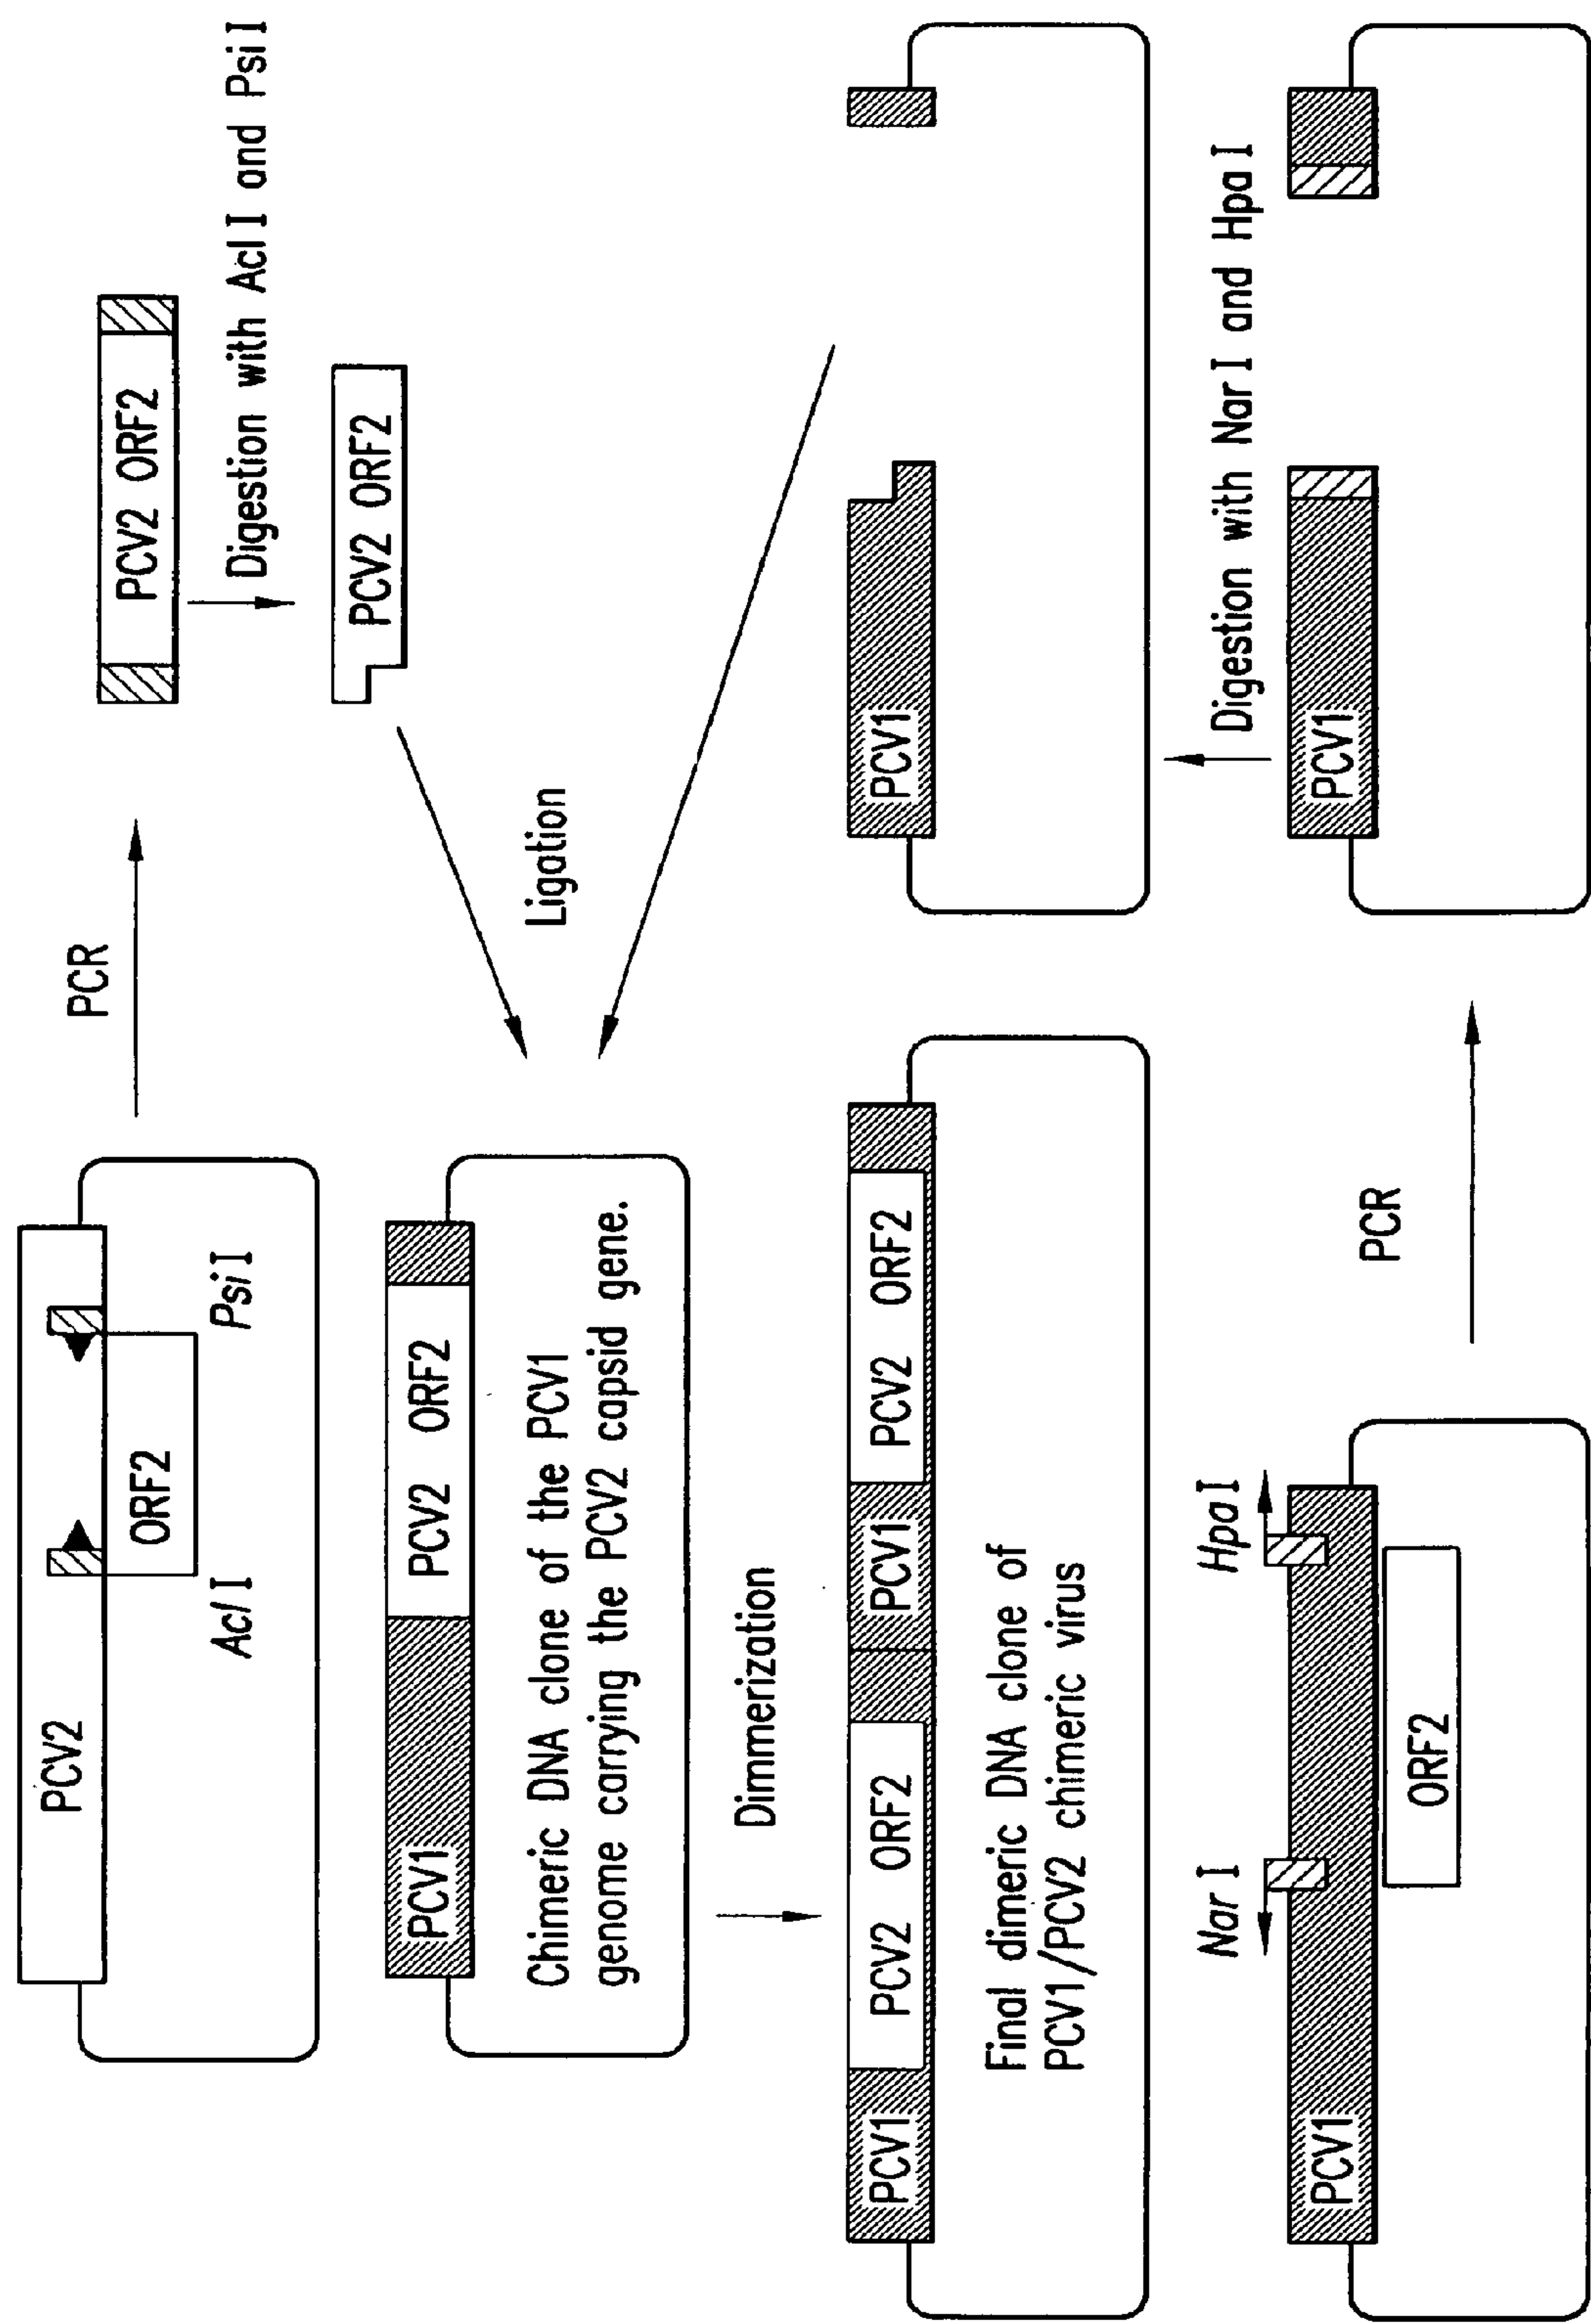 PCV2
ORF2
Acl I
Psi I
PCR
PCV2 ORF2
Digestion with Acl I and Psi I
PCV2 ORF2
Ligation
PCV1
PCV2 ORF2
Chimeric DNA clone of the PCV1
genome carrying the PCV2 capsid gene.
Dimmerization
PCV1
PCV2 ORF2
PCV1
PCV2 ORF2
Final dimeric DNA clone of
PCV1/PCV2 chimeric virus
PCV1
Digestion with Nar I and Hpa I
Nar I
Hpa I
PCV1
ORF2
PCR
PCV1